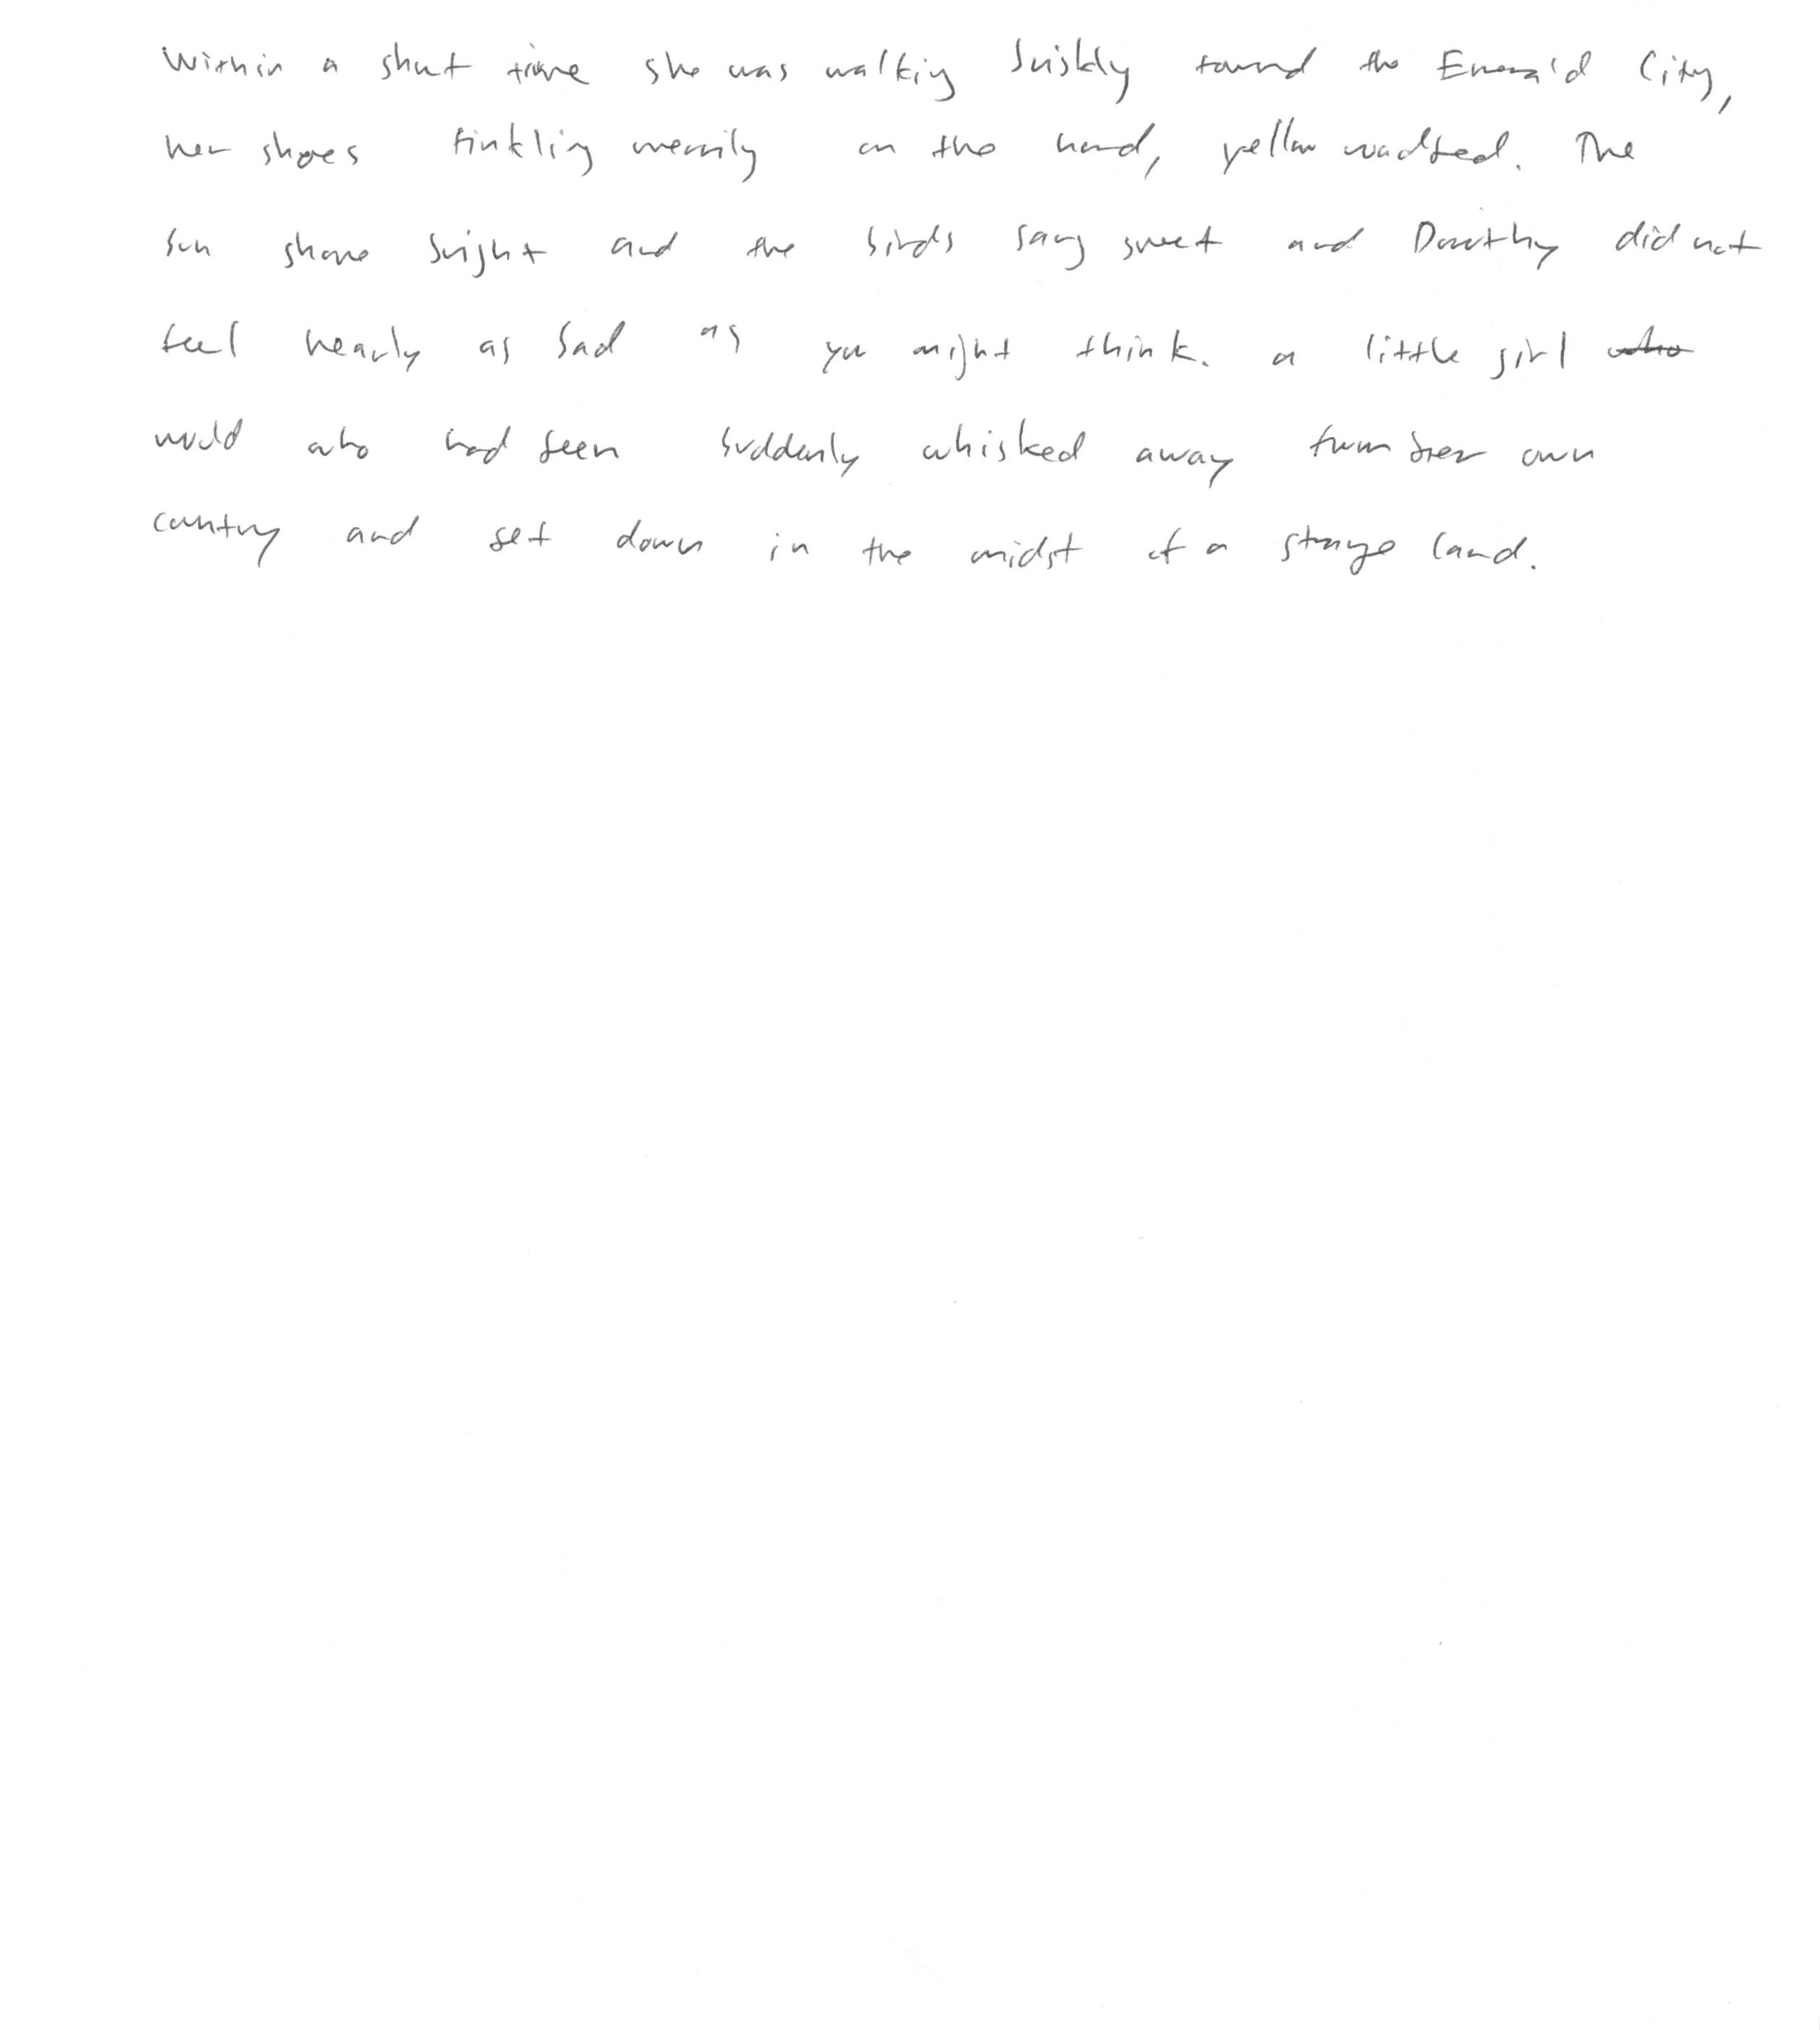 Within a short time she was walking briskly toward the Emerald City,
her shoes tinkling merrily on the hard, yellow roadbed. The
sun shone bright and the birds sang sweet and Dorothy did not
feel nearly as bad as you might think. a little girl who
would who had been suddenly whisked away from her own
country and set down in the midst of a strange land.